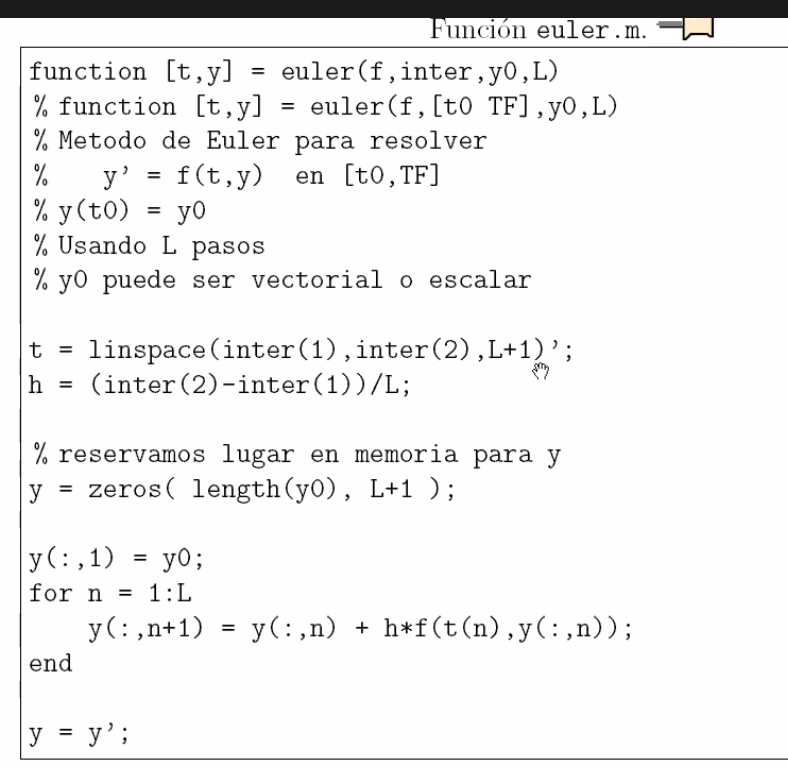 Función euler.m.
function [t,y] = euler(f,inter,y0,L)
% function [t,y] = euler(f,[t0 TF],y0,L)
% Metodo de Euler para resolver
%   y’ = f(t,y)  en [t0,TF]
% y(t0) = y0
% Usando L pasos
% y0 puede ser vectorial o escalar
t = linspace(inter(1),inter(2),L+1)’;
h = (inter(2)-inter(1))/L;
% reservamos lugar en memoria para y
y = zeros( length(y0), L+1 );
y(:,1) = y0;
for n = 1:L
    y(:,n+1) = y(:,n) + h*f(t(n),y(:,n));
end
y = y’;